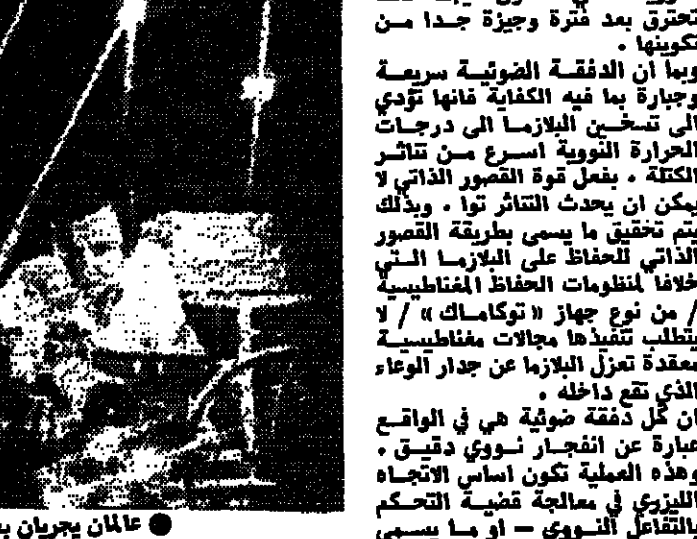 تحترق بعد فترة وجيزة جدا من
تكوينها .
وبما ان الدفقة الضوئية سريعة
وجبارة بما فيه الكفاية فانها تؤدي
الى تسخين البلازما الى درجات
الحرارة النووية اسرع من تناثر
الكتلة . بفعل قوة القصور الذاتي لا
يمكن ان يحدث التناثر توا . وبذلك
يتم تحقيق ما يسمى بطريقة القصور
الذاتي للحفاظ على البلازما التي
خلافا لمنظومات الحفاظ المغناطيسية
/ من نوع جهاز « توكاماك » / لا
يتطلب تنفيذها مجالات مغناطيسية
معقدة تعزل البلازما عن جدار الوعاء
الذي تقع داخله .
ان كل دفقة ضوئية هي في الواقع
عبارة عن انفجار نووي دقيق .
وهذه العملية تكون اساس الاتجاه
الليزري في معالجة قضية التحكم
بالتفاعل النووي — او ما يسمى
● عالمان يجريان